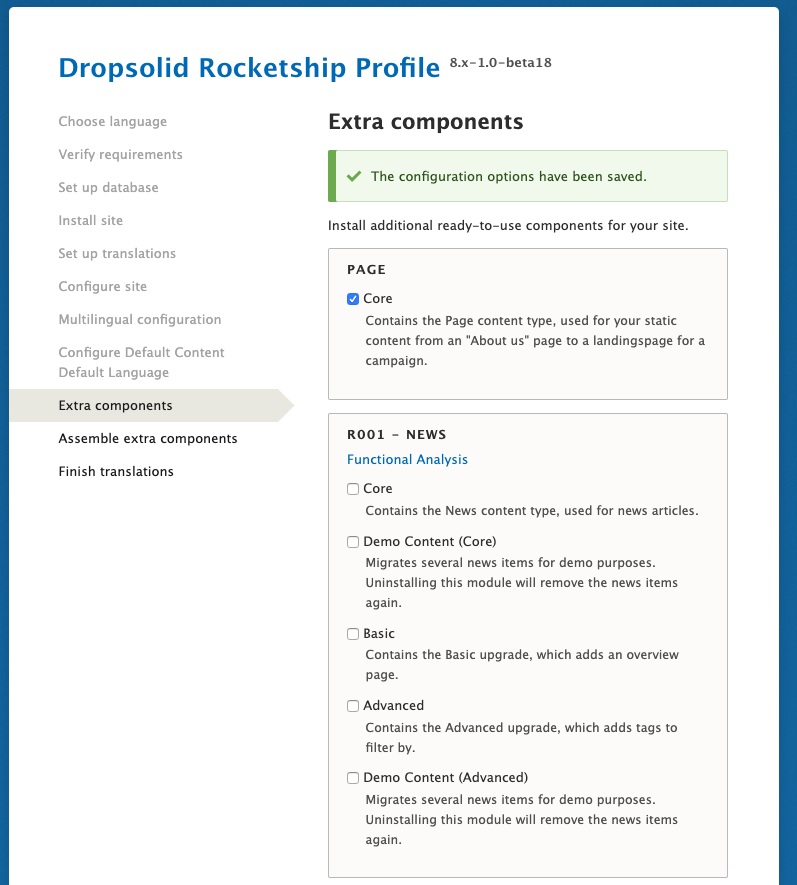 Dropsolid Rocketship Profile 8.x-1.0-beta18
Choose language
Verify requirements
Set up database
Install site
Set up translations
Configure site
Multilingual configuration
Configure Default Content
Default Language
Extra components
Assemble extra components
Finish translations
Extra components
The configuration options have been saved.
Install additional ready-to-use components for your site.
PAGE
Core
Contains the Page content type, used for your static
content from an "About us" page to a landingspage for a
campaign.
R001 - NEWS
Functional Analysis
Core
Contains the News content type, used for news articles.
Demo Content (Core)
Migrates several news items for demo purposes.
Uninstalling this module will remove the news items
again.
Basic
Contains the Basic upgrade, which adds an overview
page.
Advanced
Contains the Advanced upgrade, which adds tags to
filter by.
Demo Content (Advanced)
Migrates several news items for demo purposes.
Uninstalling this module will remove the news items
again.